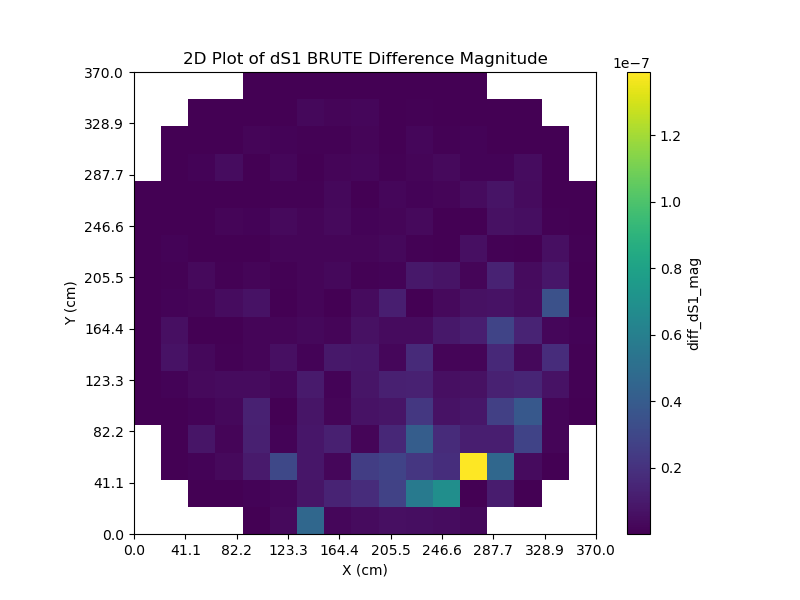 2D Plot of dS1 BRUTE Difference Magnitude
1e−7
370.0
328.9
287.7
246.6
205.5
164.4
123.3
82.2
41.1
0.0
Y (cm)
0.0 41.1 82.2 123.3 164.4 205.5 246.6 287.7 328.9 370.0
X (cm)
1.2
1.0
0.8
0.6
0.4
0.2
diff_dS1_mag